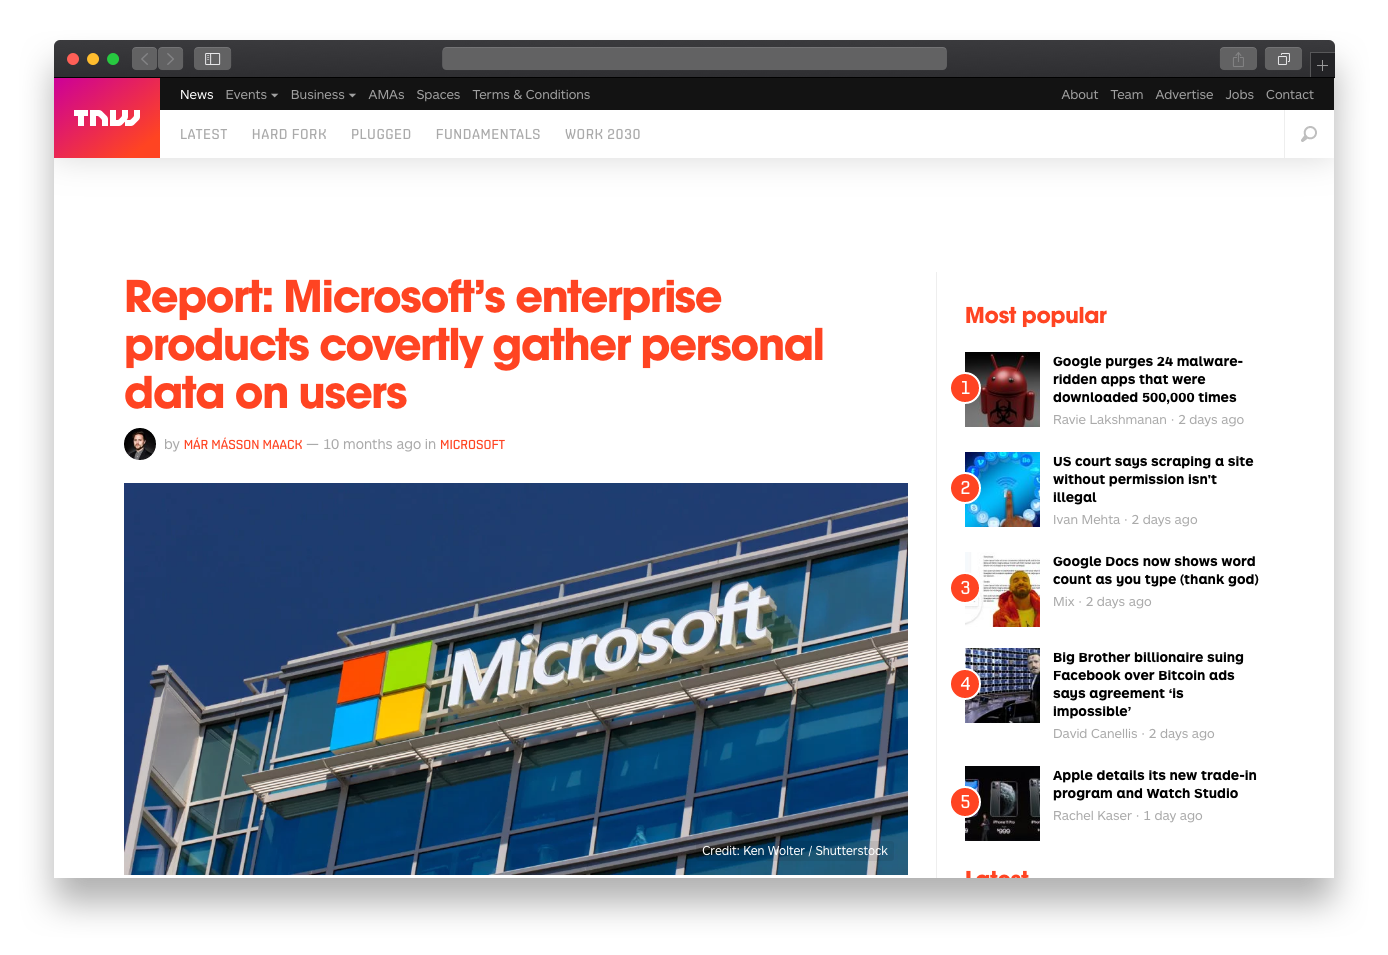 TNW
News Events Business AMAs Spaces Terms & Conditions
About Team Advertise Jobs Contact
LATEST HARD FORK PLUGGED FUNDAMENTALS WORK 2030
Report: Microsoft’s enterprise
products covertly gather personal
data on users
by MÁR MÁSSON MAACK — 10 months ago in MICROSOFT
Microsoft
Credit: Ken Wolter / Shutterstock
Most popular
1
Google purges 24 malware-
ridden apps that were
downloaded 500,000 times
Ravie Lakshmanan · 2 days ago
2
US court says scraping a site
without permission isn’t
illegal
Ivan Mehta · 2 days ago
3
Google Docs now shows word
count as you type (thank god)
Mix · 2 days ago
4
Big Brother billionaire suing
Facebook over Bitcoin ads
says agreement ‘is
impossible’
David Canellis · 2 days ago
5
Apple details its new trade-in
program and Watch Studio
Rachel Kaser · 1 day ago
Latest